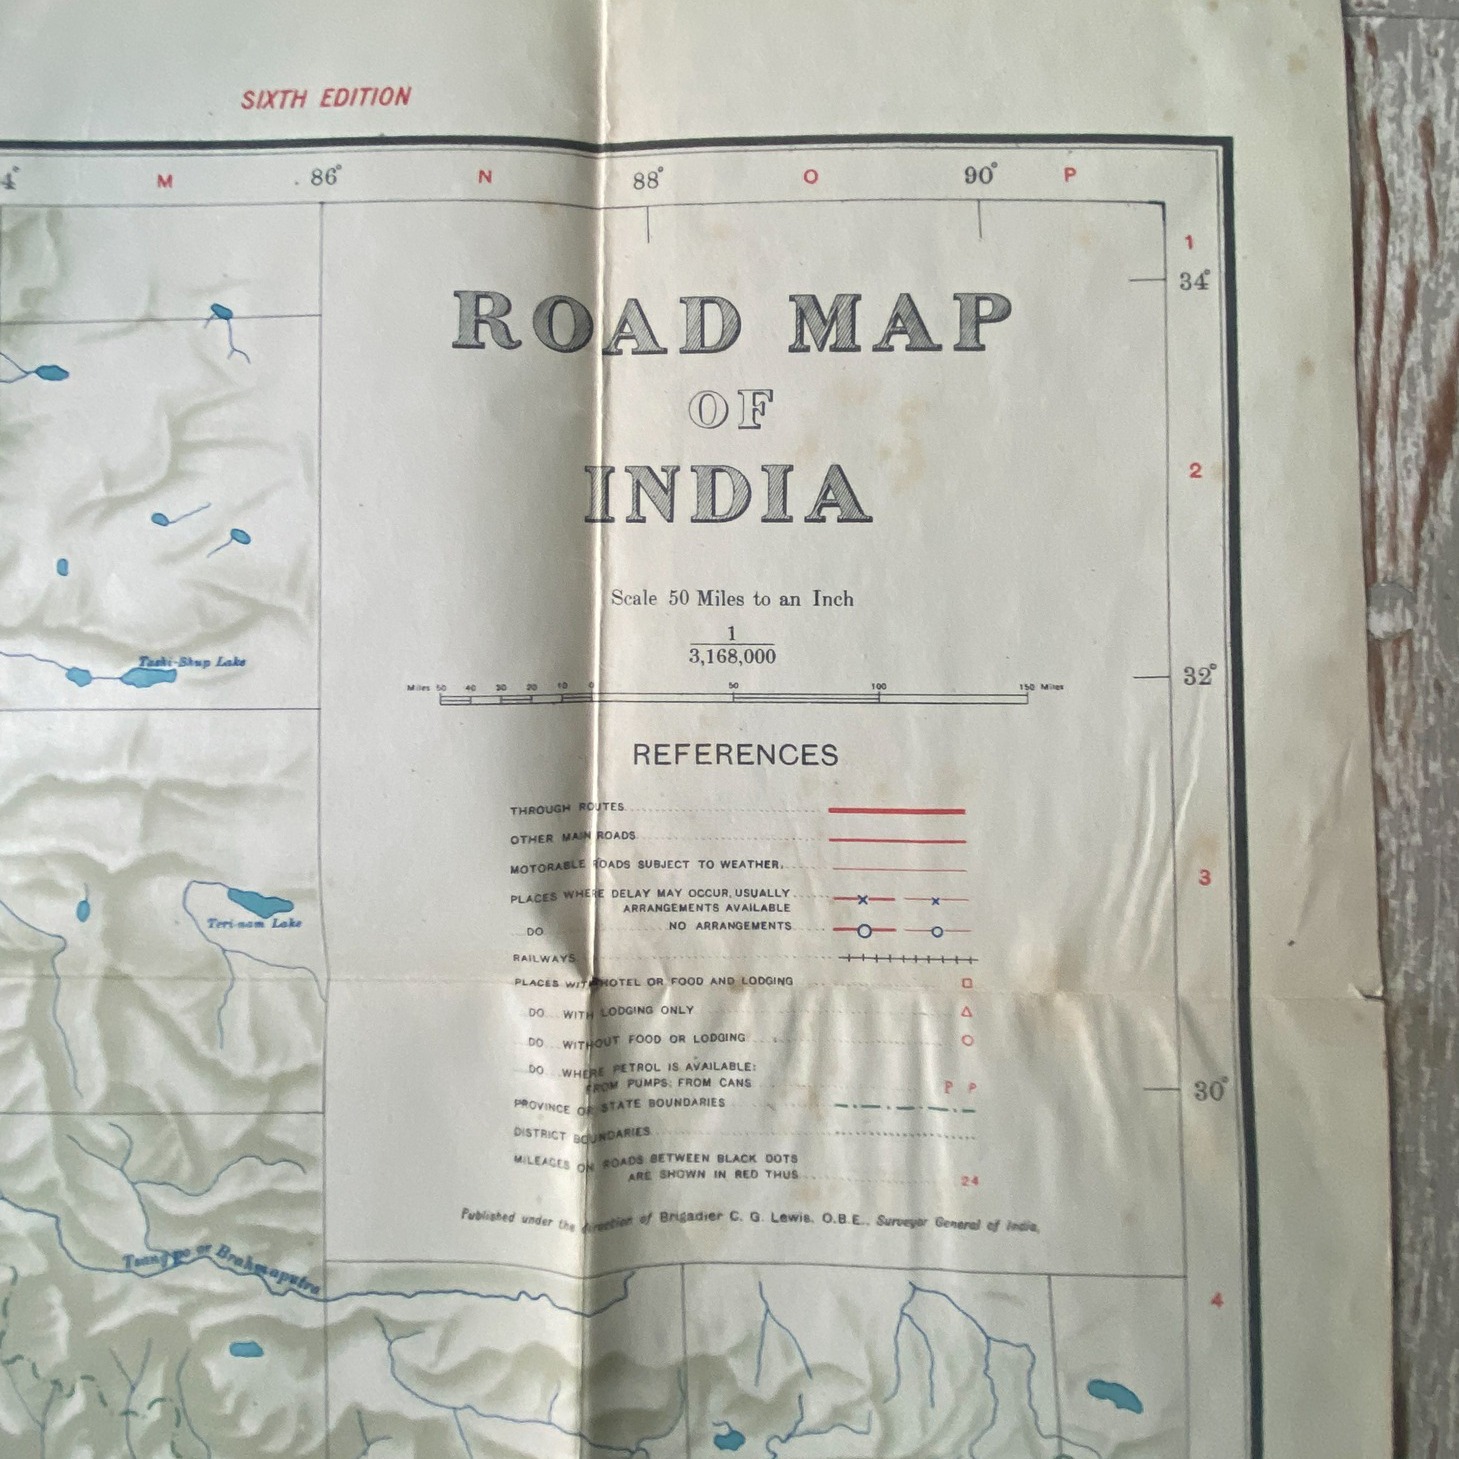 SIXTH EDITION
4° M 86° N 88° O 90° P
1
34°
ROAD MAP
OF
INDIA
2
Scale 50 Miles to an Inch
1
3,168,000
Tashi-Bhup Lake
32°
Miles 50 40 30 20 10 0 50 100 150 Miles
REFERENCES
THROUGH ROUTES
OTHER MAIN ROADS
MOTORABLE ROADS SUBJECT TO WEATHER.
3
PLACES WHERE DELAY MAY OCCUR, USUALLY
ARRANGEMENTS AVAILABLE
Teri-nam Lake
DO NO ARRANGEMENTS
RAILWAYS
PLACES WITH HOTEL OR FOOD AND LODGING
DO WITH LODGING ONLY
DO WITHOUT FOOD OR LODGING
DO WHERE PETROL IS AVAILABLE:
FROM PUMPS; FROM CANS P P
30°
PROVINCE OR STATE BOUNDARIES
DISTRICT BOUNDARIES
MILEAGES ON ROADS BETWEEN BLACK DOTS
ARE SHOWN IN RED THUS 24
Published under the direction of Brigadier C. G. Lewis, O.B.E., Surveyor General of India.
Tsangpo or Brahmaputra
4